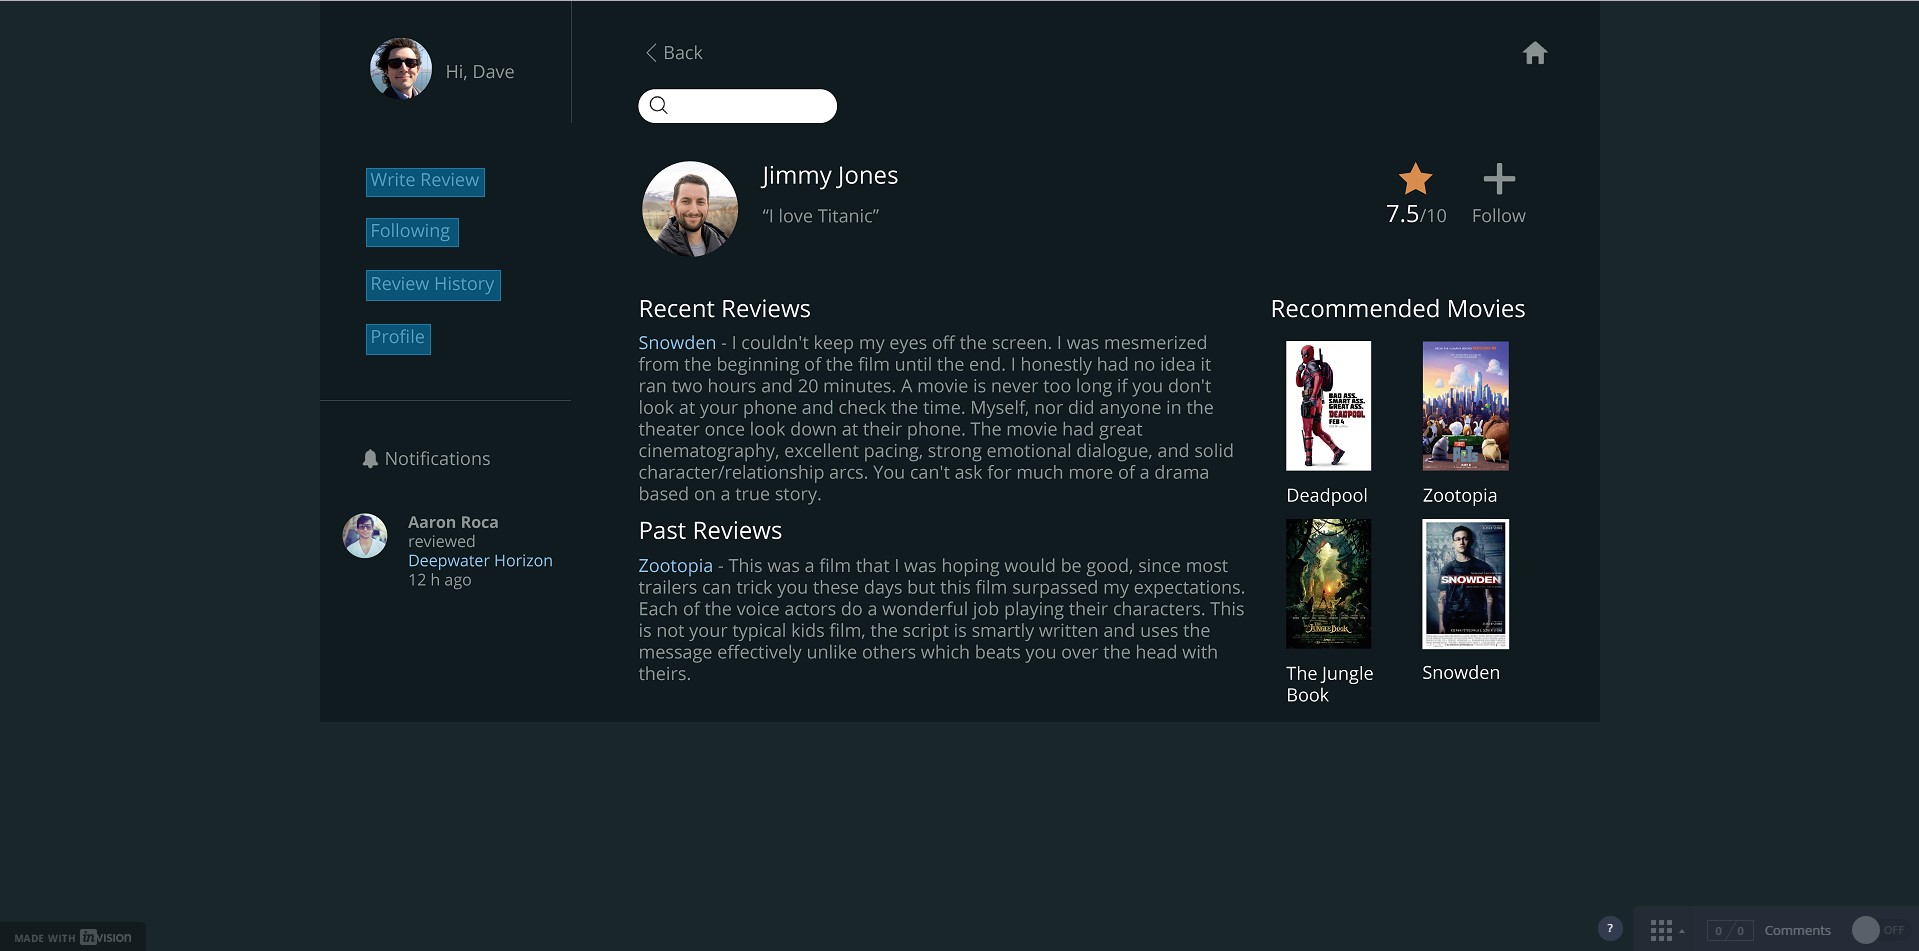 Hi, Dave
Back
Write Review
Following
Review History
Profile
Notifications
Aaron Roca
reviewed
Deepwater Horizon
12 h ago
Jimmy Jones
“I love Titanic”
7.5/10
Follow
Recent Reviews
Snowden - I couldn't keep my eyes off the screen. I was mesmerized
from the beginning of the film until the end. I honestly had no idea it
ran two hours and 20 minutes. A movie is never too long if you don't
look at your phone and check the time. Myself, nor did anyone in the
theater once look down at their phone. The movie had great
cinematography, excellent pacing, strong emotional dialogue, and solid
character/relationship arcs. You can't ask for much more of a drama
based on a true story.
Past Reviews
Zootopia - This was a film that I was hoping would be good, since most
trailers can trick you these days but this film surpassed my expectations.
Each of the voice actors do a wonderful job playing their characters. This
is not your typical kids film, the script is smartly written and uses the
message effectively unlike others which beats you over the head with
theirs.
Recommended Movies
BAD ASS.
SMART ASS.
GREAT ASS.
DEADPOOL
FEB 4
Deadpool
Zootopia
THE JUNGLE BOOK
The Jungle
Book
SNOWDEN
Snowden
MADE WITH invision
?
0 / 0
Comments
OFF